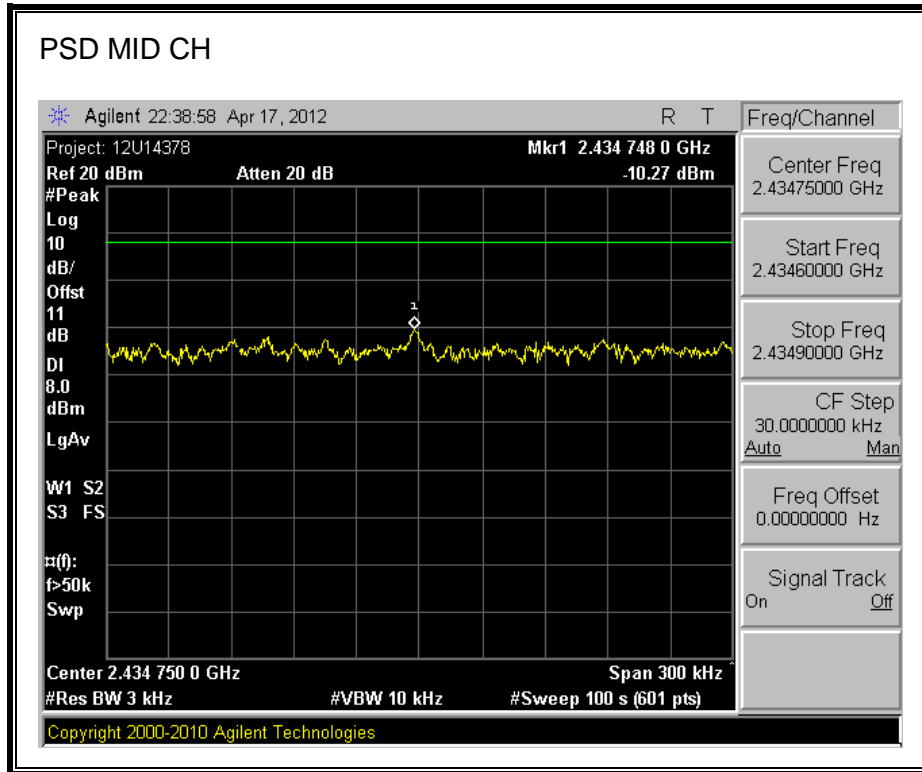 PSD MID CH
Agilent 22:38:58 Apr 17, 2012 R T
Freq/Channel
Project: 12U14378 Mkr1 2.434 748 0 GHz
Ref 20 dBm Atten 20 dB -10.27 dBm
#Peak
Log
10
dB/
Offst
11
dB
DI
8.0
dBm
LgAv
W1 S2
S3 FS
¤(f):
f>50k
Swp
1
Center 2.434 750 0 GHz Span 300 kHz
#Res BW 3 kHz #VBW 10 kHz #Sweep 100 s (601 pts)
Copyright 2000-2010 Agilent Technologies
Center Freq
2.43475000 GHz
Start Freq
2.43460000 GHz
Stop Freq
2.43490000 GHz
CF Step
30.0000000 kHz
Auto Man
Freq Offset
0.00000000 Hz
Signal Track
On Off